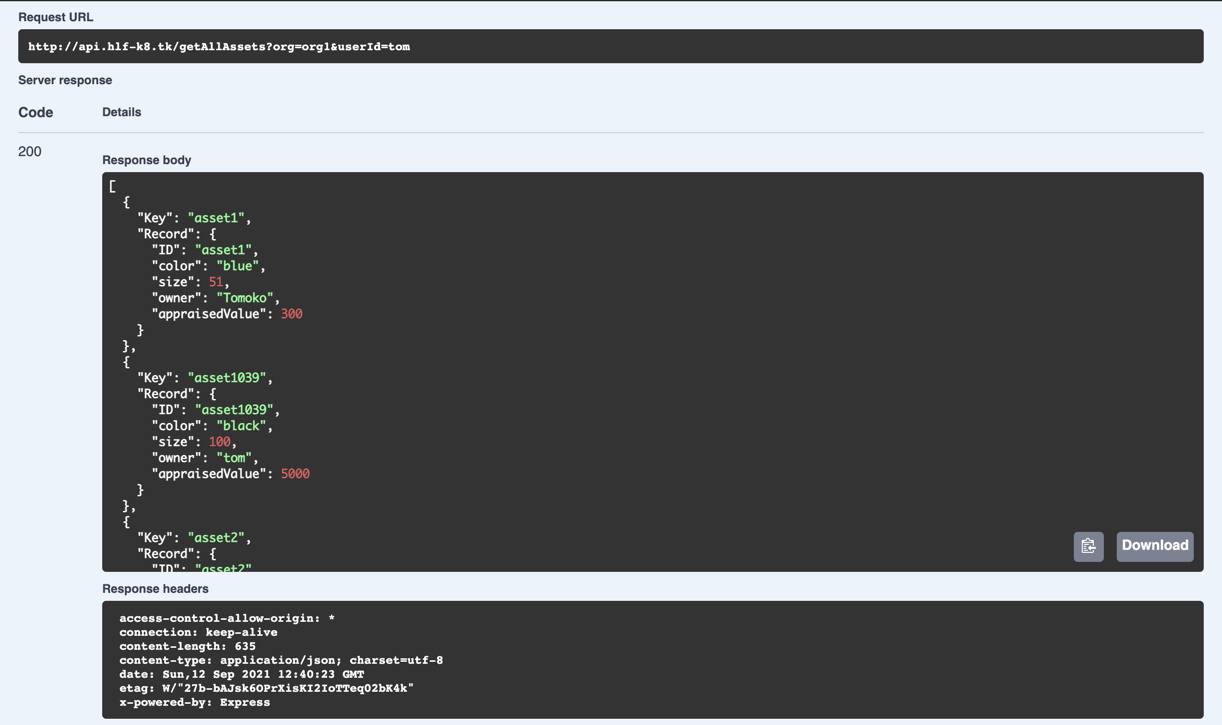 Request URL
http://api.hlf-k8.tk/getAllAssets?org=org1&userId=tom
Server response
Code Details
200
Response body
[
  {
    "Key": "asset1",
    "Record": {
      "ID": "asset1",
      "color": "blue",
      "size": 51,
      "owner": "Tomoko",
      "appraisedValue": 300
    }
  },
  {
    "Key": "asset1039",
    "Record": {
      "ID": "asset1039",
      "color": "black",
      "size": 100,
      "owner": "tom",
      "appraisedValue": 5000
    }
  },
  {
    "Key": "asset2",
    "Record": {
      "ID": "asset2"
Download
Response headers
access-control-allow-origin: *
connection: keep-alive
content-length: 635
content-type: application/json; charset=utf-8
date: Sun,12 Sep 2021 12:40:23 GMT
etag: W/"27b-bAJsk6OPrXisKI2IoTTeqO2bK4k"
x-powered-by: Express